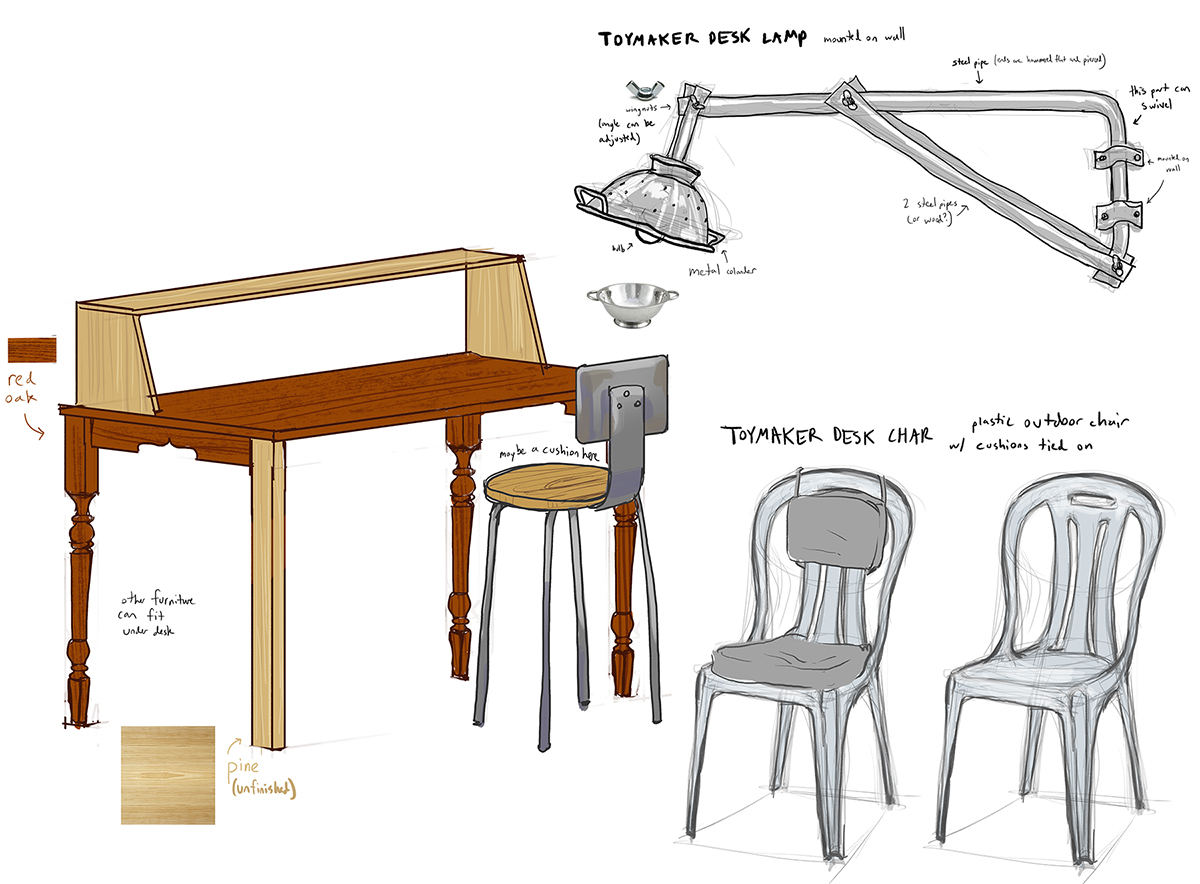 TOYMAKER DESK LAMP mounted on wall
steel pipe (ends are hammered flat and pierced)
this part can
swivel
wingnuts
(angle can be
adjusted)
mounted on
wall
2 steel pipes
(or wood?)
bulb
metal colander
red
oak
maybe a cushion here
TOYMAKER DESK CHAR
plastic outdoor chair
w/ cushions tied on
other furniture
can fit
under desk
pine
(unfinished)